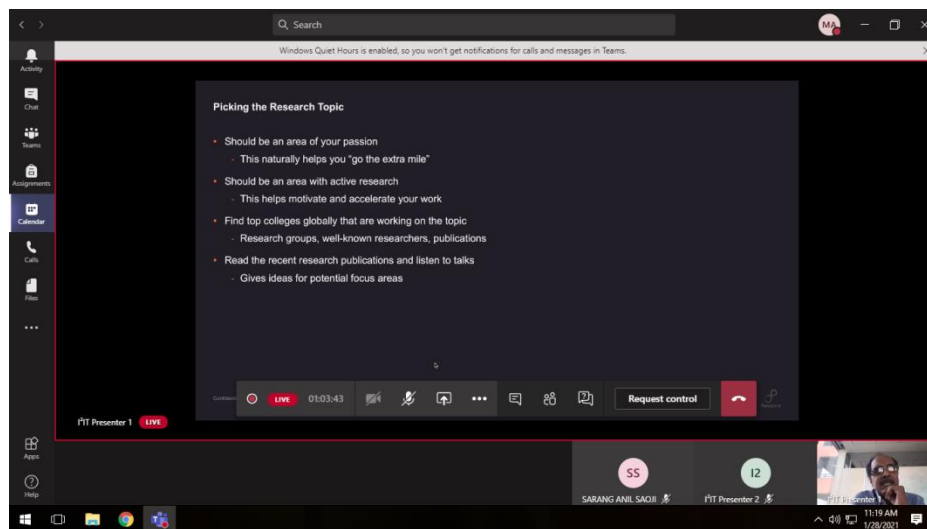 Search
MA
Windows Quiet Hours is enabled, so you won't get notifications for calls and messages in Teams.
Activity
Chat
Teams
Assignments
Calendar
Calls
Files
Picking the Research Topic
• Should be an area of your passion
- This naturally helps you "go the extra mile"
• Should be an area with active research
- This helps motivate and accelerate your work
• Find top colleges globally that are working on the topic
- Research groups, well-known researchers, publications
• Read the recent research publications and listen to talks
- Gives ideas for potential focus areas
LIVE 01:03:43 Request control
I²IT Presenter 1 LIVE
Apps
Help
SS
SARANG ANIL SAOJI
I2
I²IT Presenter 2
I²IT Presenter 1
11:19 AM
1/28/2021